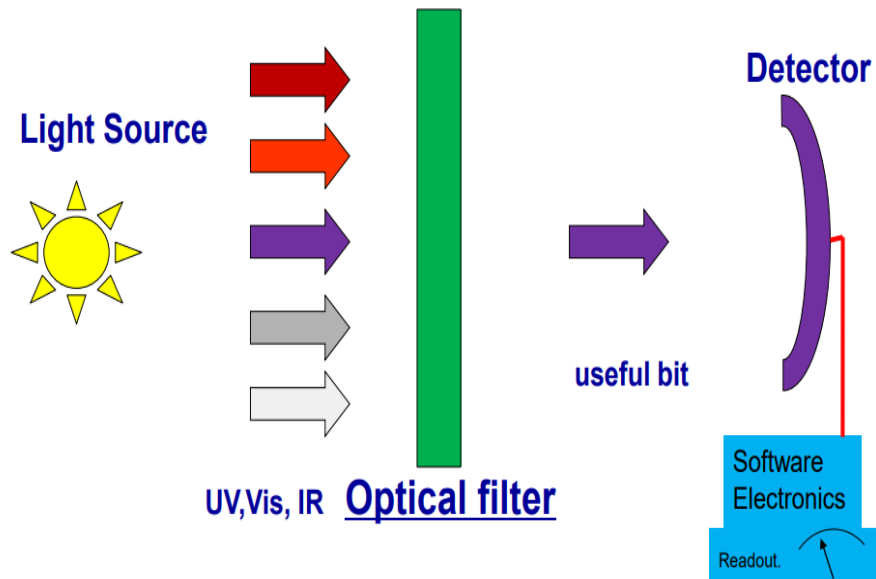 Light Source
Detector
useful bit
UV,Vis, IR
Optical filter
Software
Electronics
Readout.